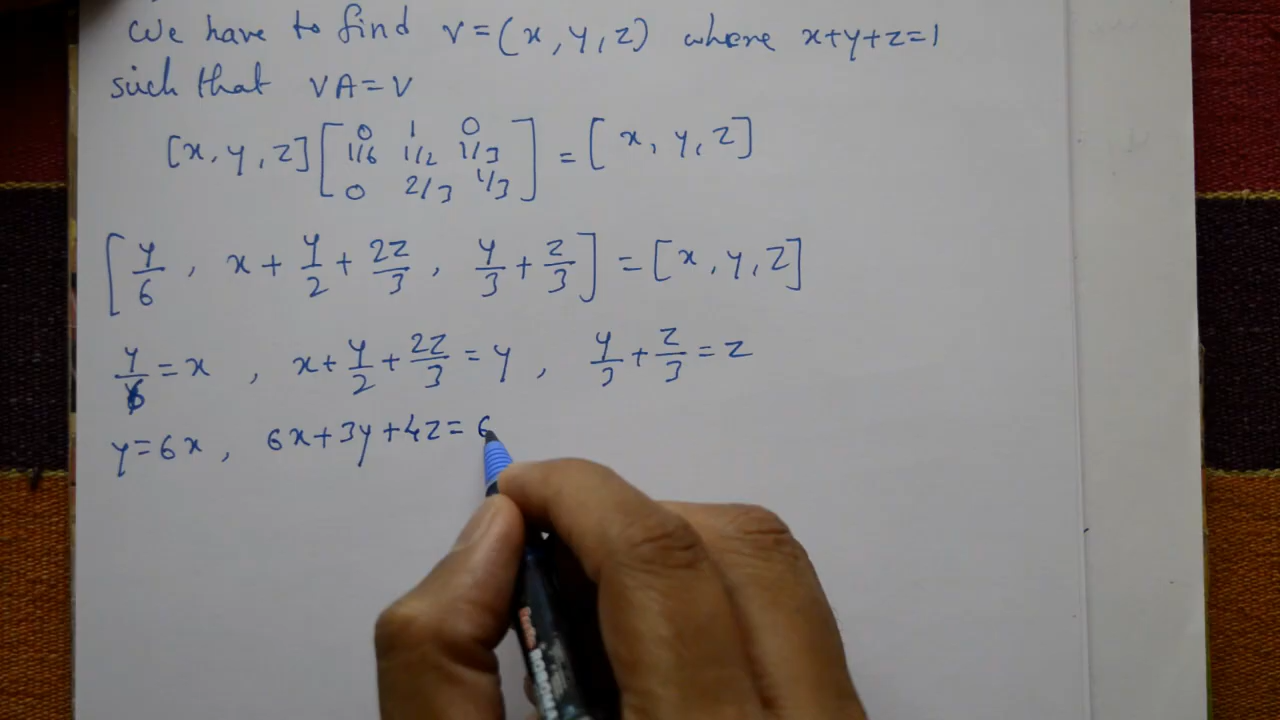 We have to find v=(x,y,z) where x+y+z=1
such that vA=v
[x,y,z] [0 1 0
1/6 1/2 1/3
0 2/3 1/3] = [x,y,z]
[y/6, x+y/2+2z/3, y/3+z/3] = [x,y,z]
y/6=x, x+y/2+2z/3=y, y/3+z/3=z
y=6x, 6x+3y+4z=6